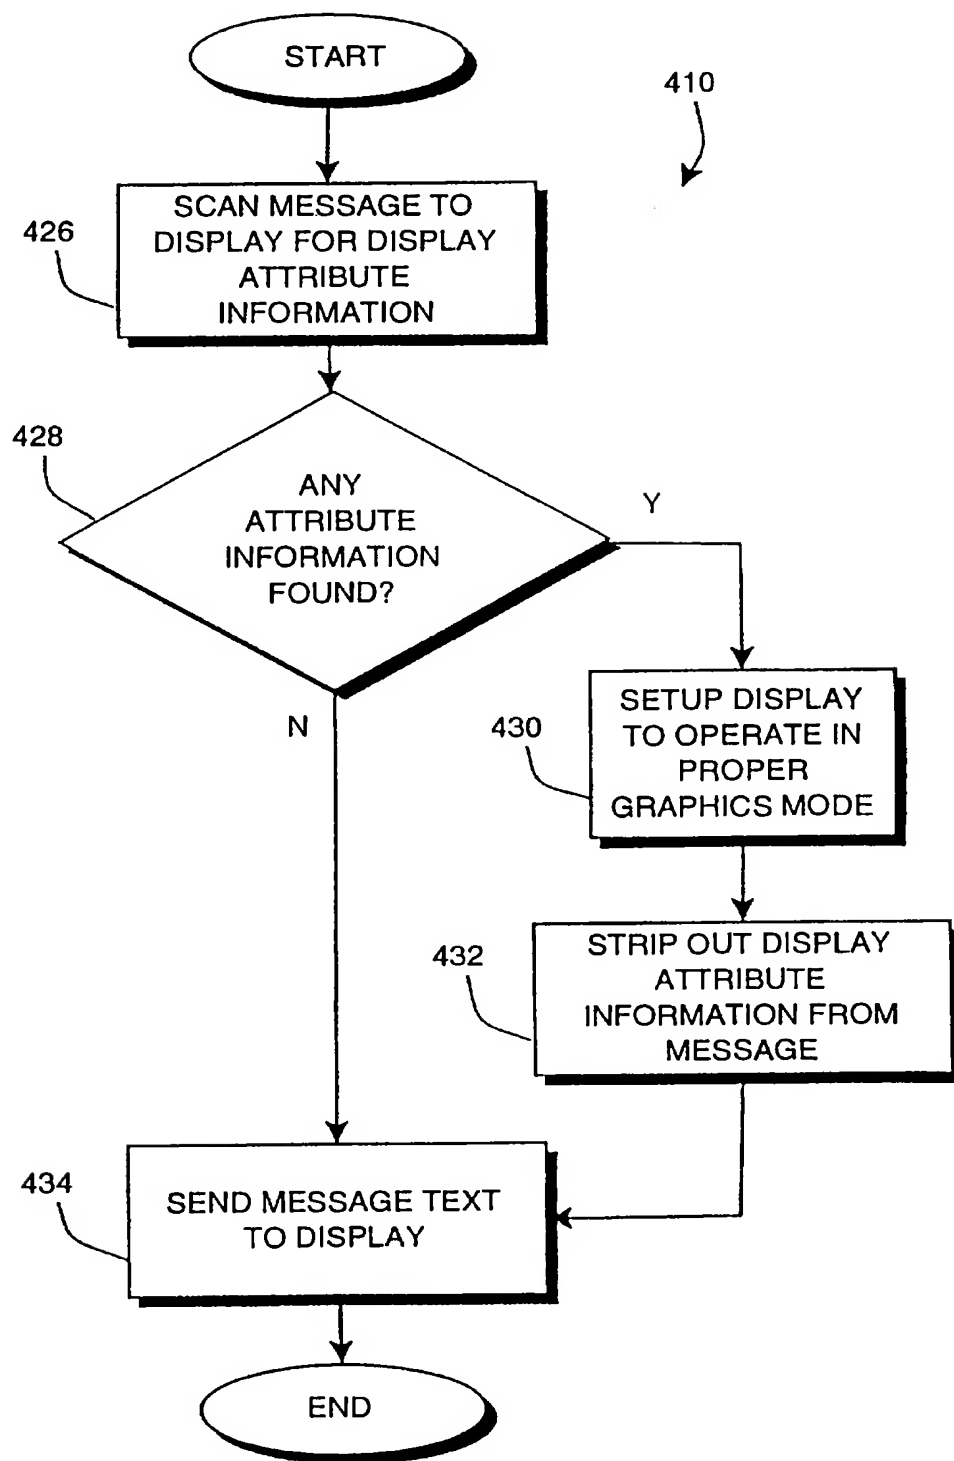 START
410
SCAN MESSAGE TO
DISPLAY FOR DISPLAY
ATTRIBUTE
INFORMATION
426
428
ANY
ATTRIBUTE
INFORMATION
FOUND?
Y
N
SETUP DISPLAY
TO OPERATE IN
PROPER
GRAPHICS MODE
430
STRIP OUT DISPLAY
ATTRIBUTE
INFORMATION FROM
MESSAGE
432
434
SEND MESSAGE TEXT
TO DISPLAY
END